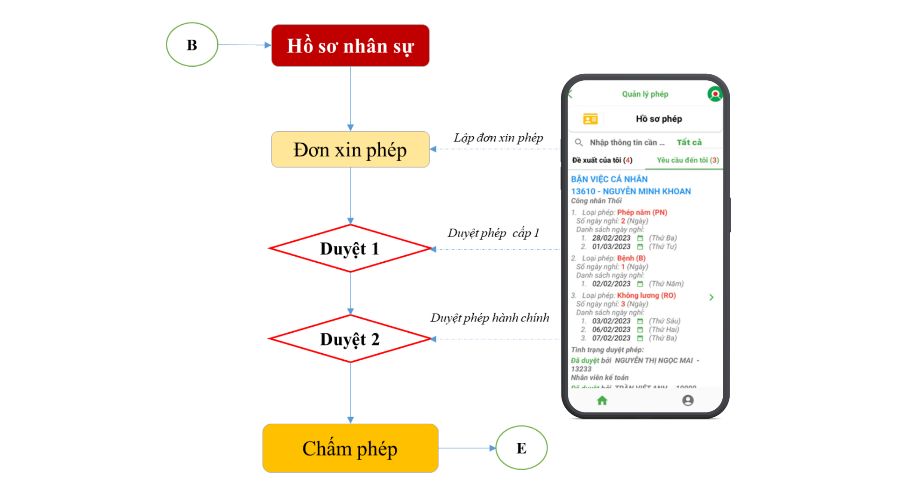 B
Hồ sơ nhân sự
Đơn xin phép
Lập đơn xin phép
Duyệt 1
Duyệt phép cấp 1
Duyệt 2
Duyệt phép hành chính
Chấm phép
E
Quản lý phép
Hồ sơ phép
Nhập thông tin cần ... Tất cả
Đề xuất của tôi (4) Yêu cầu đến tôi (3)
BẬN VIỆC CÁ NHÂN
13610 - NGUYỄN MINH KHOAN
Công nhân Thổi
1. Loại phép: Phép năm (PN)
Số ngày nghỉ: 2 (Ngày)
Danh sách ngày nghỉ:
1. 28/02/2023 (Thứ Ba)
2. 01/03/2023 (Thứ Tư)
2. Loại phép: Bệnh (B)
Số ngày nghỉ: 1 (Ngày)
Danh sách ngày nghỉ:
1. 02/02/2023 (Thứ Năm)
3. Loại phép: Không lương (RO)
Số ngày nghỉ: 3 (Ngày)
Danh sách ngày nghỉ:
1. 03/02/2023 (Thứ Sáu)
2. 06/02/2023 (Thứ Hai)
3. 07/02/2023 (Thứ Ba)
Tình trạng duyệt phép:
Đã duyệt bởi NGUYỄN THỊ NGỌC MAI -
13233
Nhân viên kế toán
Đã duyệt bởi TRẦN VIỆT ANH